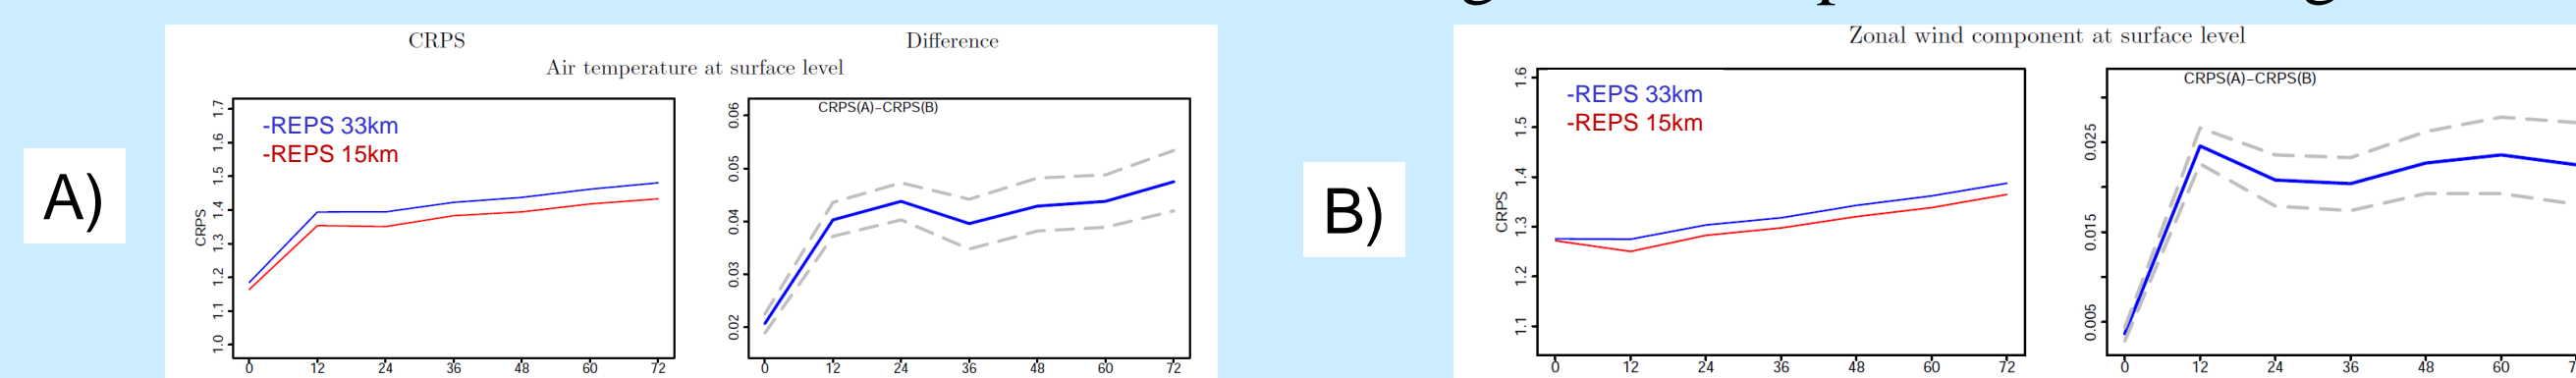 A)
CRPS
Difference
Air temperature at surface level
-REPS 33km
-REPS 15km
CRPS
1.7
1.6
1.5
1.4
1.3
1.2
1.1
1.0
0 12 24 36 48 60 72
CRPS(A)-CRPS(B)
0.06
0.05
0.04
0.03
0.02
0 12 24 36 48 60 72
B)
Zonal wind component at surface level
-REPS 33km
-REPS 15km
CRPS
1.6
1.5
1.4
1.3
1.2
1.1
0 12 24 36 48 60 72
CRPS(A)-CRPS(B)
0.025
0.015
0.005
0 12 24 36 48 60